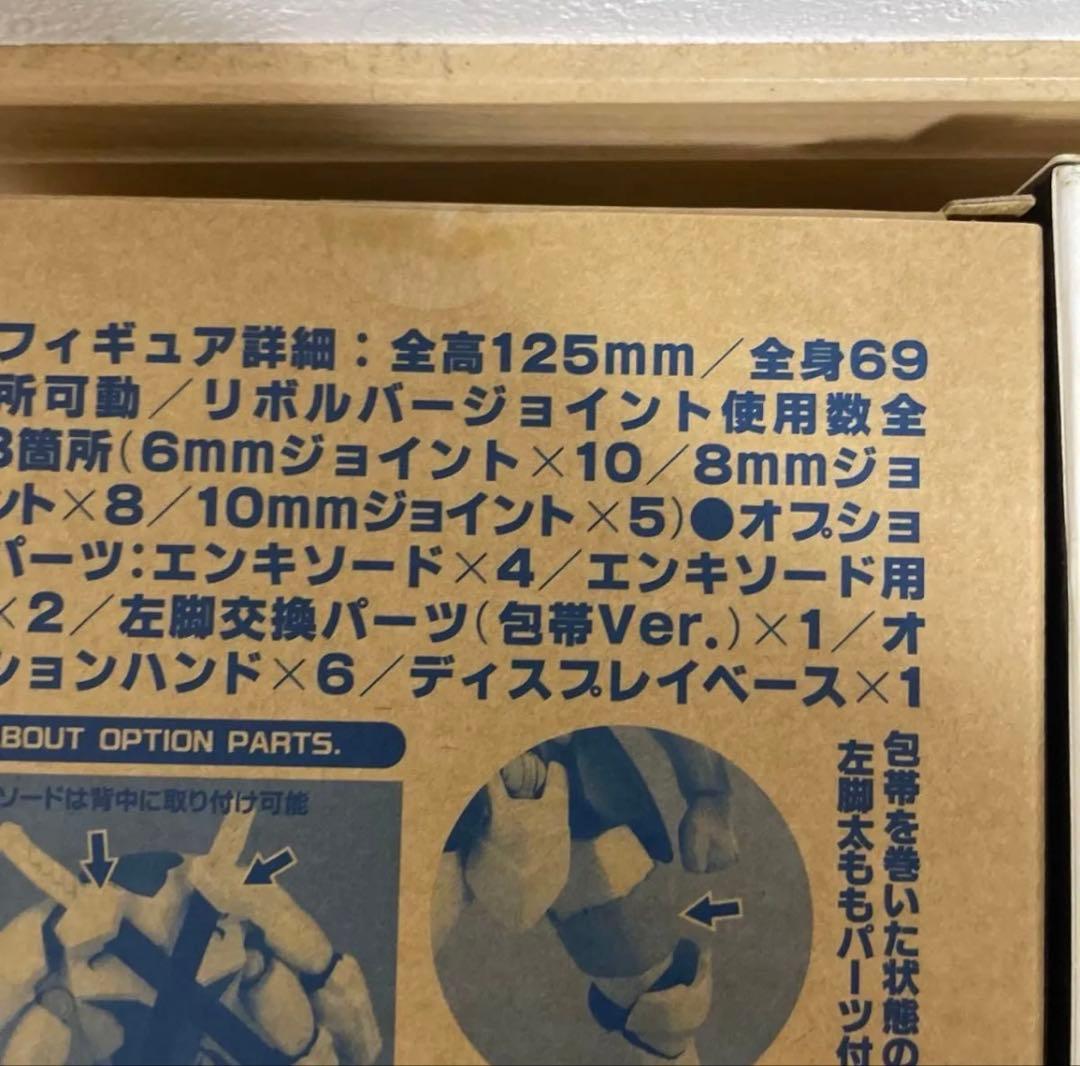 フィギュア詳細：全高125mm／全身69
所可動／リボルバージョイント使用数全
3箇所(6mmジョイント×10／8mmジョ
ント×8／10mmジョイント×5)●オプショ
パーツ：エンキソード×4／エンキソード用
×2／左脚交換パーツ(包帯Ver.)×1／オ
ションハンド×6／ディスプレイベース×1
BOUT OPTION PARTS.
ソードは背中に取り付け可能
包帯を巻いた状態の
左脚太ももパーツ付